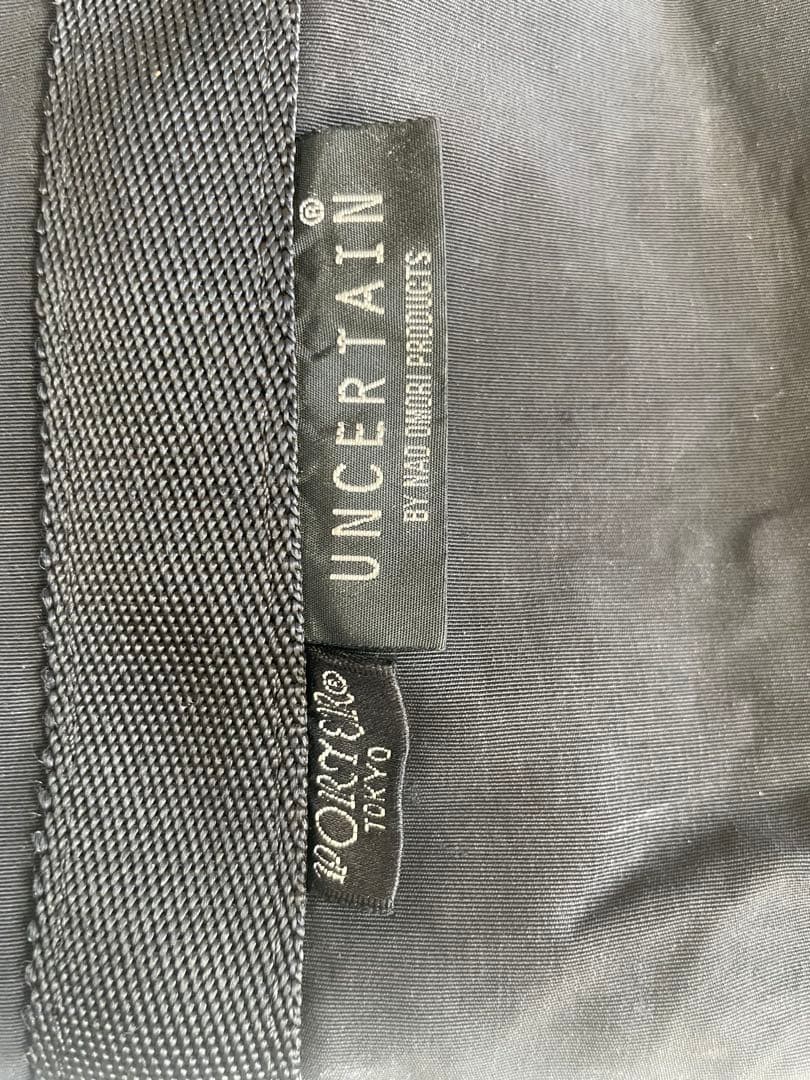 UNCERTAIN®
BY NAO OMORI PRODUCTS
PORTER®
TOKYO